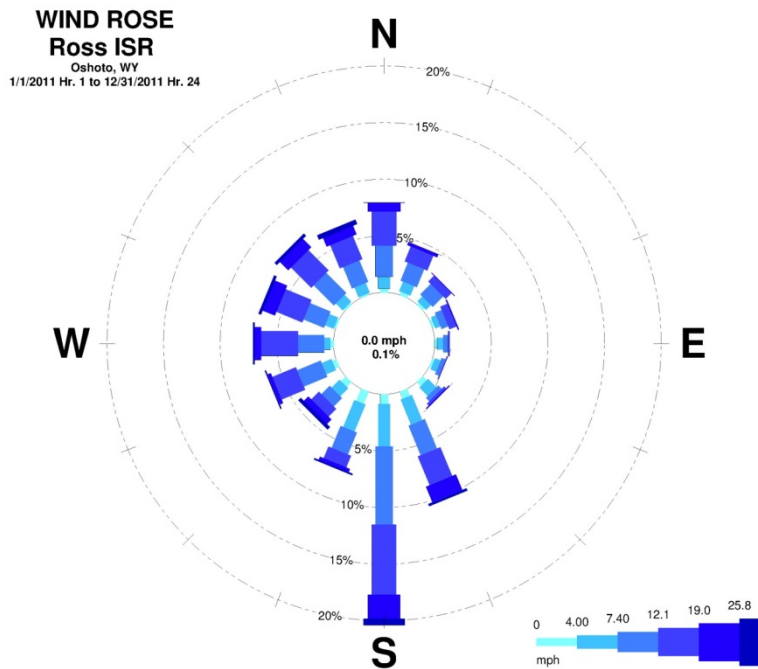 WIND ROSE
Ross ISR
Oshoto, WY
1/1/2011 Hr. 1 to 12/31/2011 Hr. 24
N
20%
15%
10%
5%
W
0.0 mph
0.1%
E
5%
10%
15%
20%
S
0 4.00 7.40 12.1 19.0 25.8
mph